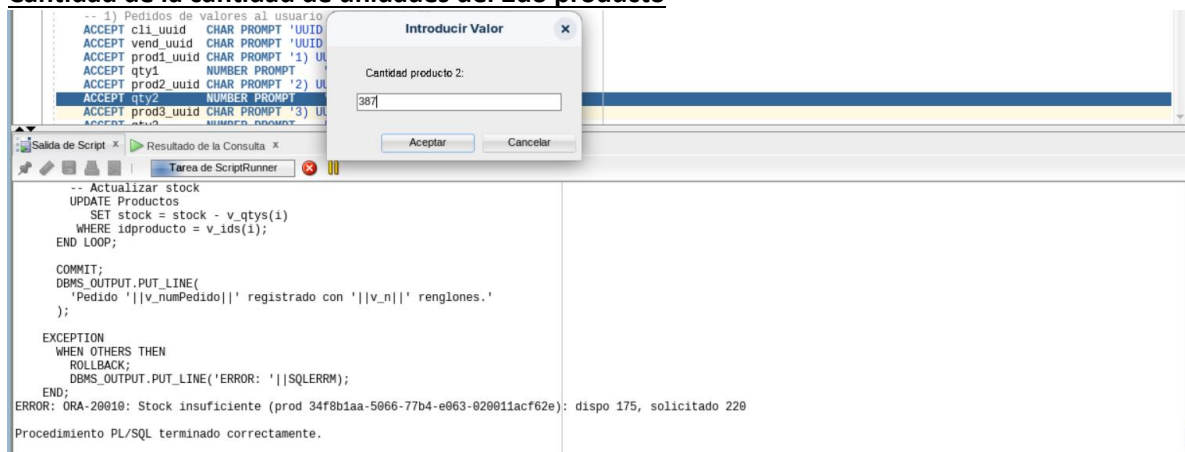 Cantidad de la cantidad de unidades del 2do producto
-- 1) Pedidos de valores al usuario
ACCEPT cli_uuid CHAR PROMPT 'UUID
ACCEPT vend_uuid CHAR PROMPT 'UUID
ACCEPT prod1_uuid CHAR PROMPT '1) UU
ACCEPT qty1 NUMBER PROMPT '
ACCEPT prod2_uuid CHAR PROMPT '2) UU
ACCEPT qty2 NUMBER PROMPT
ACCEPT prod3_uuid CHAR PROMPT '3) UU
Introducir Valor x
Cantidad producto 2:
387
Aceptar Cancelar
Salida de Script x Resultado de la Consulta x
Tarea de ScriptRunner
-- Actualizar stock
UPDATE Productos
SET stock = stock - v_qtys(i)
WHERE idproducto = v_ids(i);
END LOOP;
COMMIT;
DBMS_OUTPUT.PUT_LINE(
'Pedido '||v_numPedido||' registrado con '||v_n||' renglones.'
);
EXCEPTION
WHEN OTHERS THEN
ROLLBACK;
DBMS_OUTPUT.PUT_LINE('ERROR: '||SQLERRM);
END;
ERROR: ORA-20010: Stock insuficiente (prod 34f8b1aa-5066-77b4-e063-020011acf62e): dispo 175, solicitado 220
Procedimiento PL/SQL terminado correctamente.